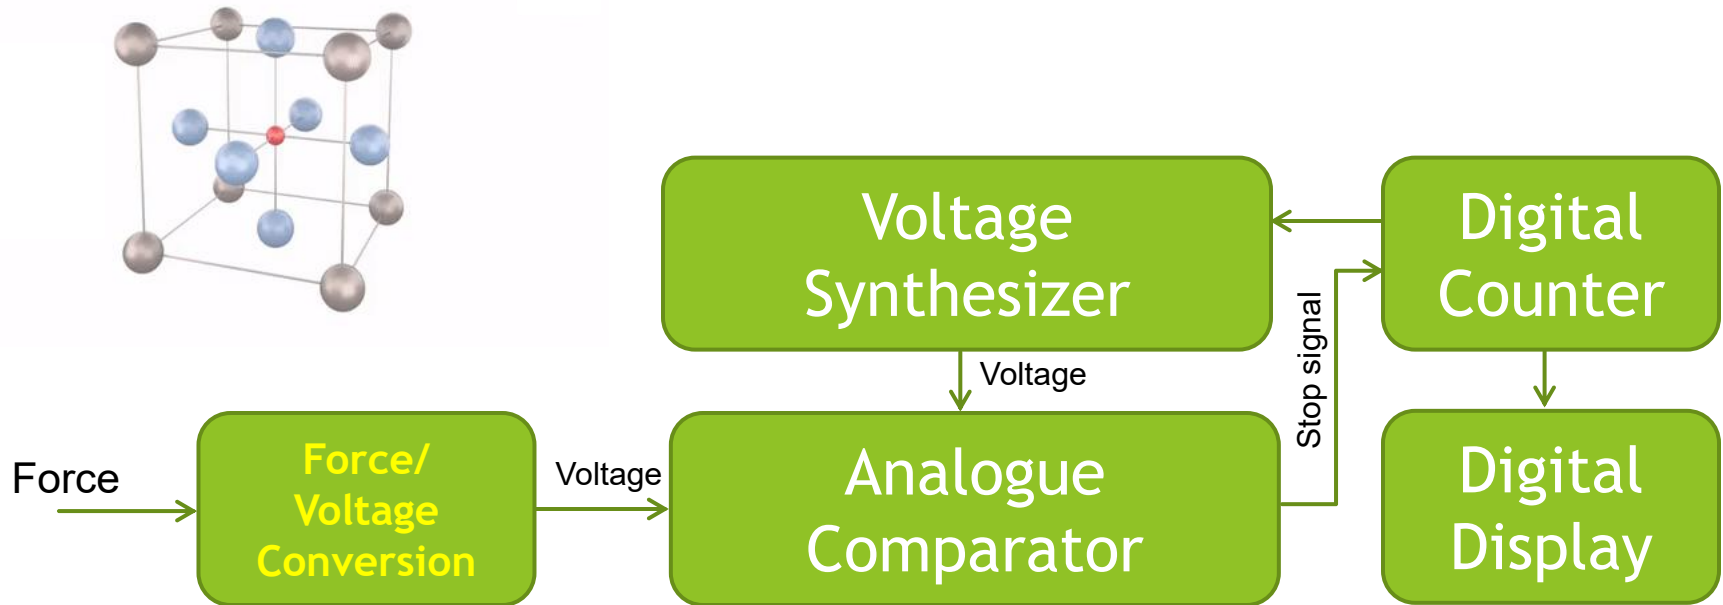 Voltage
Synthesizer
Digital
Counter
Voltage
Stop signal
Force
Force/
Voltage
Conversion
Voltage
Analogue
Comparator
Digital
Display